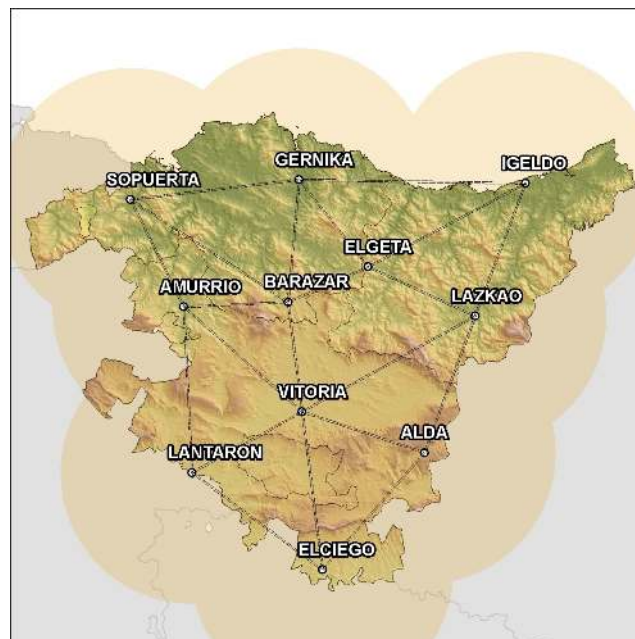 GERNIKA
IGELDO
SOPUERTA
ELGETA
AMURRIO
BARAZAR
LAZKAO
VITORIA
ALDA
LANTARON
ELCIEGO